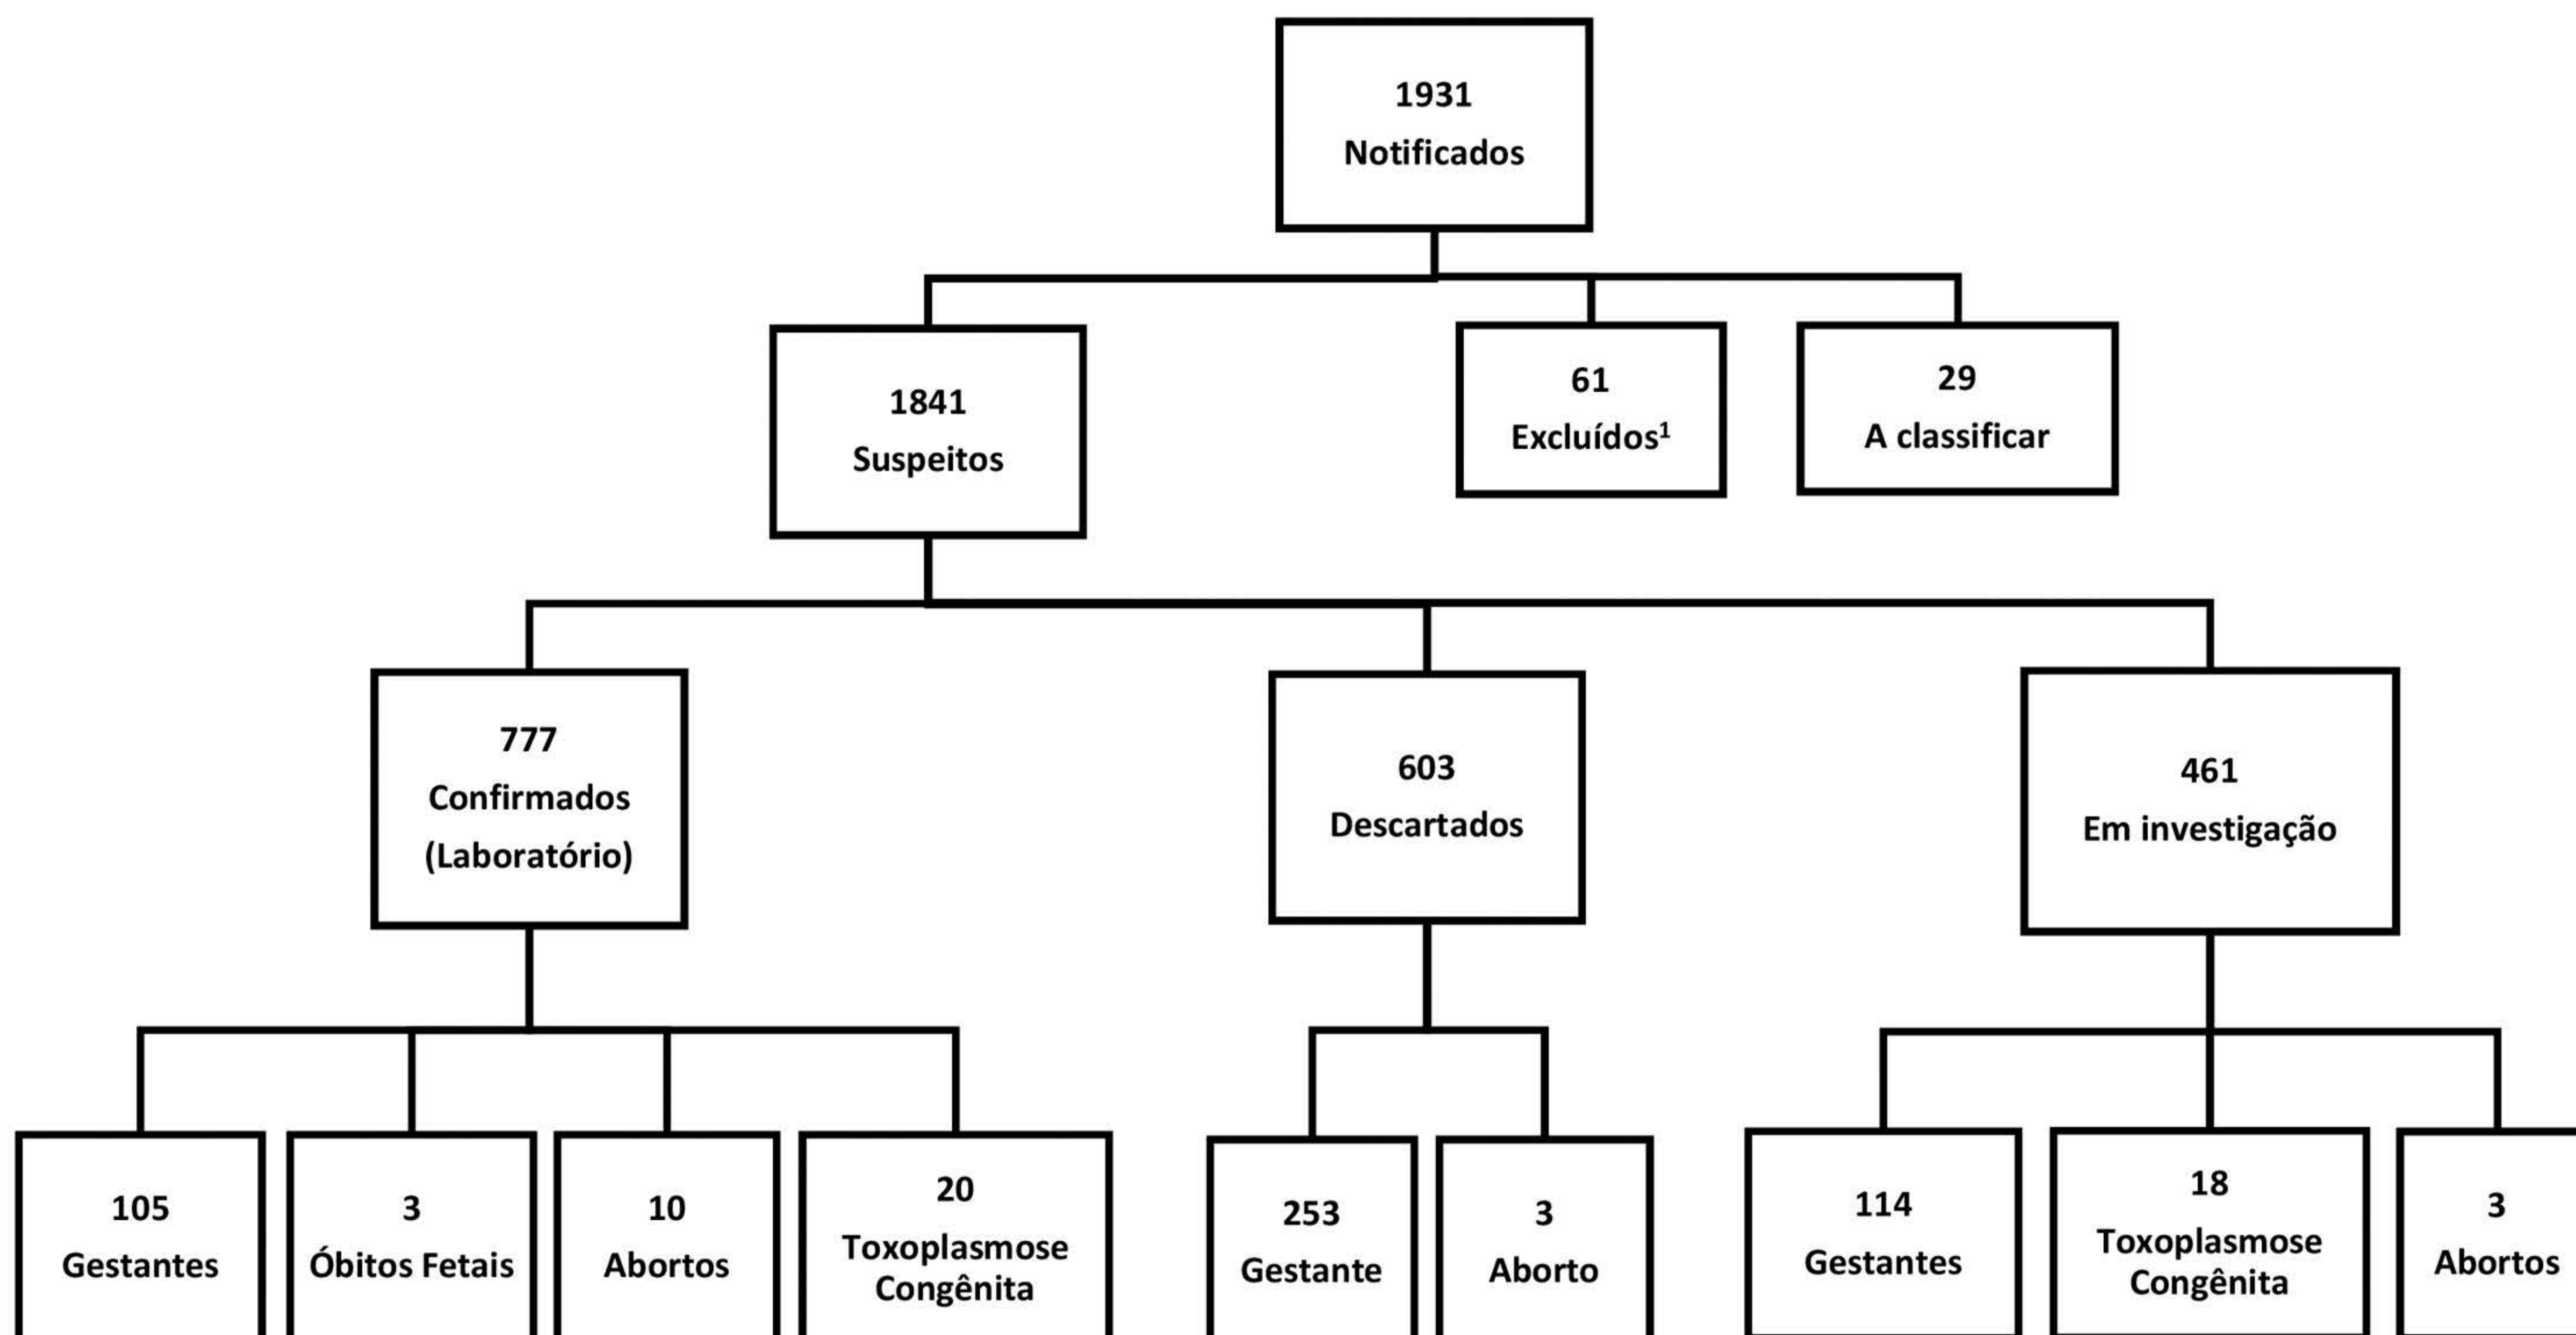 1931
Notificados
1841
Suspeitos
61
Excluídos¹
29
A classificar
777
Confirmados
(Laboratório)
603
Descartados
461
Em investigação
105
Gestantes
3
Óbitos Fetais
10
Abortos
20
Toxoplasmose
Congênita
253
Gestante
3
Aborto
114
Gestantes
18
Toxoplasmose
Congênita
3
Abortos